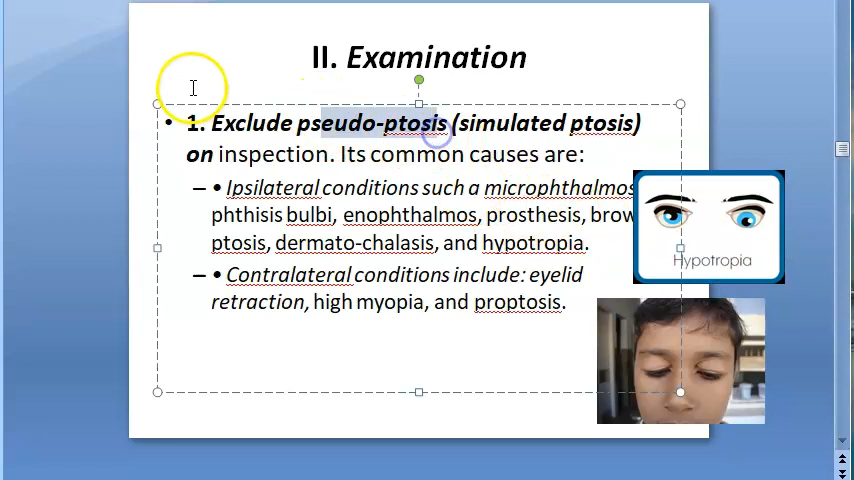 II. Examination
• 1. Exclude pseudo-ptosis (simulated ptosis)
on inspection. Its common causes are:
– • Ipsilateral conditions such a microphthalmos
phthisis bulbi, enophthalmos, prosthesis, brow
ptosis, dermato-chalasis, and hypotropia.
– • Contralateral conditions include: eyelid
retraction, high myopia, and proptosis.
Hypotropia